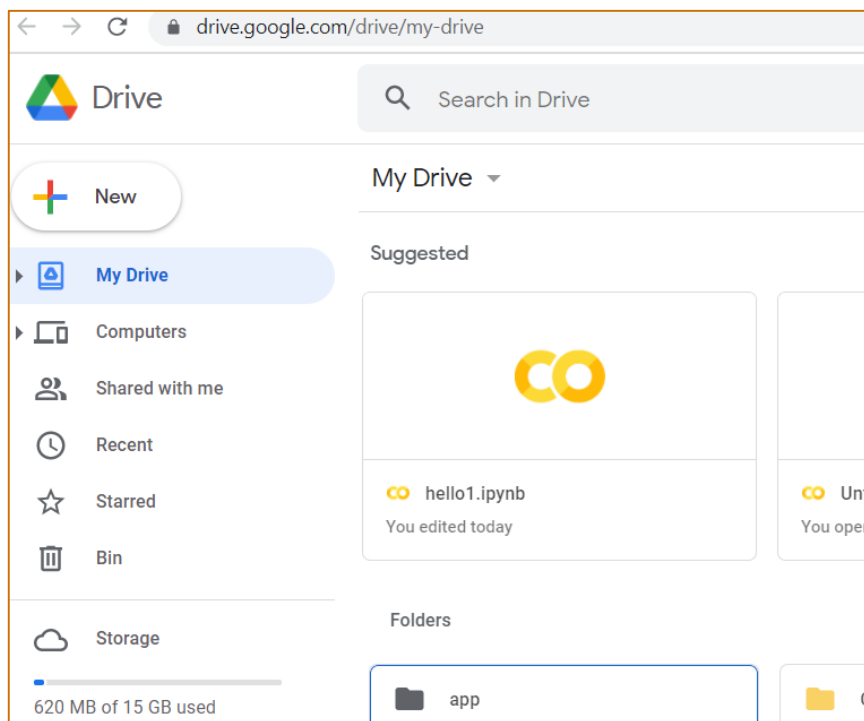 drive.google.com/drive/my-drive
Drive
Search in Drive
New
My Drive
Suggested
My Drive
Computers
Shared with me
Recent
Starred
Bin
Storage
620 MB of 15 GB used
hello1.ipynb
You edited today
You
Folders
app